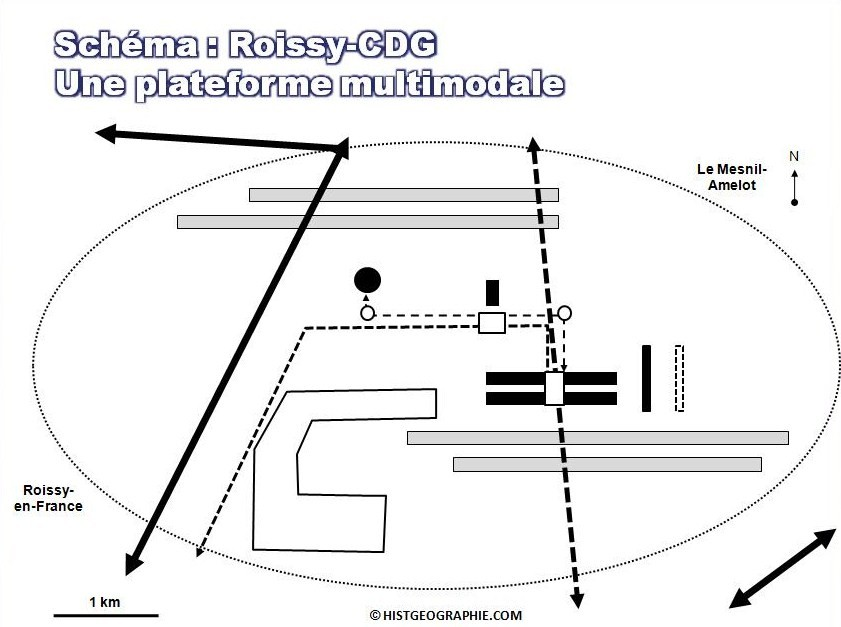 Schéma : Roissy-CDG
Une plateforme multimodale
N
Le Mesnil-
Amelot
Roissy-
en-France
1 km
© HISTGEOGRAPHIE.COM